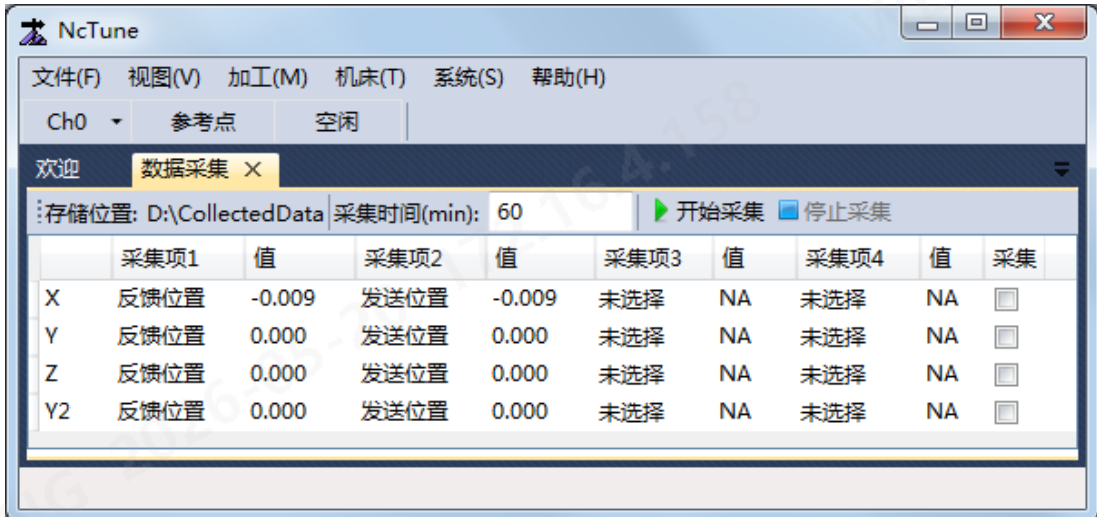 NcTune
文件(F) 视图(V) 加工(M) 机床(T) 系统(S) 帮助(H)
Ch0 参考点 空闲
欢迎 数据采集
存储位置: D:\CollectedData 采集时间(min): 60 开始采集 停止采集
采集项1 值 采集项2 值 采集项3 值 采集项4 值 采集
X 反馈位置 -0.009 发送位置 -0.009 未选择 NA 未选择 NA
Y 反馈位置 0.000 发送位置 0.000 未选择 NA 未选择 NA
Z 反馈位置 0.000 发送位置 0.000 未选择 NA 未选择 NA
Y2 反馈位置 0.000 发送位置 0.000 未选择 NA 未选择 NA